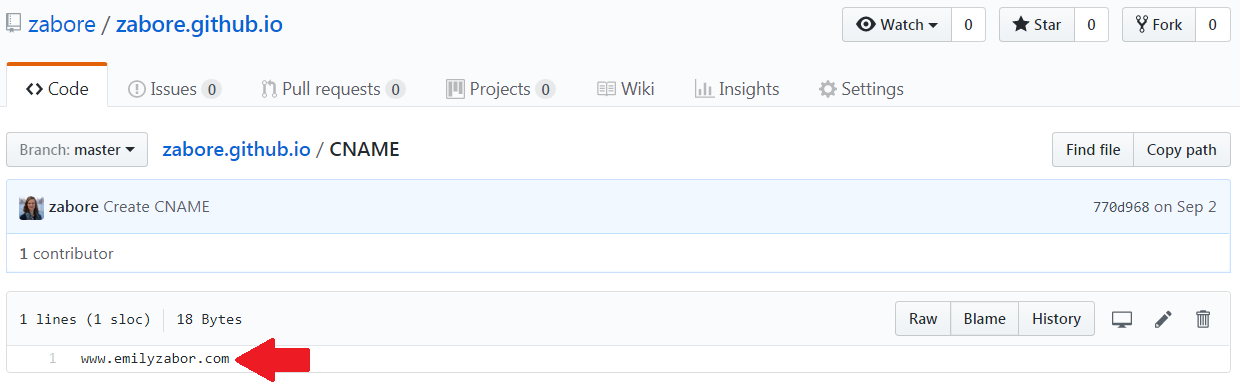 zabore / zabore.github.io Watch 0 Star 0 Fork 0
Code Issues 0 Pull requests 0 Projects 0 Wiki Insights Settings
Branch: master zabore.github.io / CNAME Find file Copy path
zabore Create CNAME 770d968 on Sep 2
1 contributor
1 lines (1 sloc) 18 Bytes Raw Blame History
1 www.emilyzabor.com